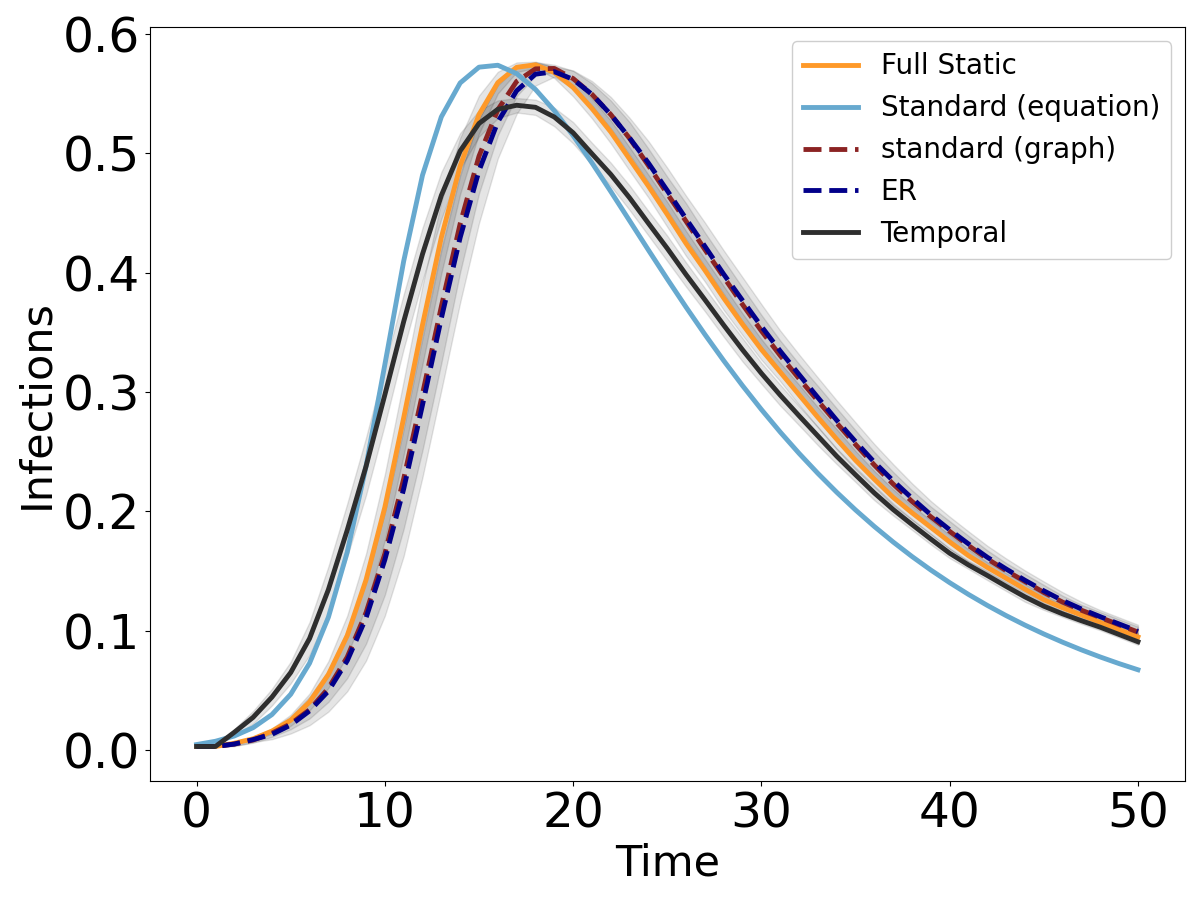 0.6
0.5
0.4
0.3
0.2
0.1
0.0
Infections
0 10 20 30 40 50
Time
Full Static
Standard (equation)
standard (graph)
ER
Temporal